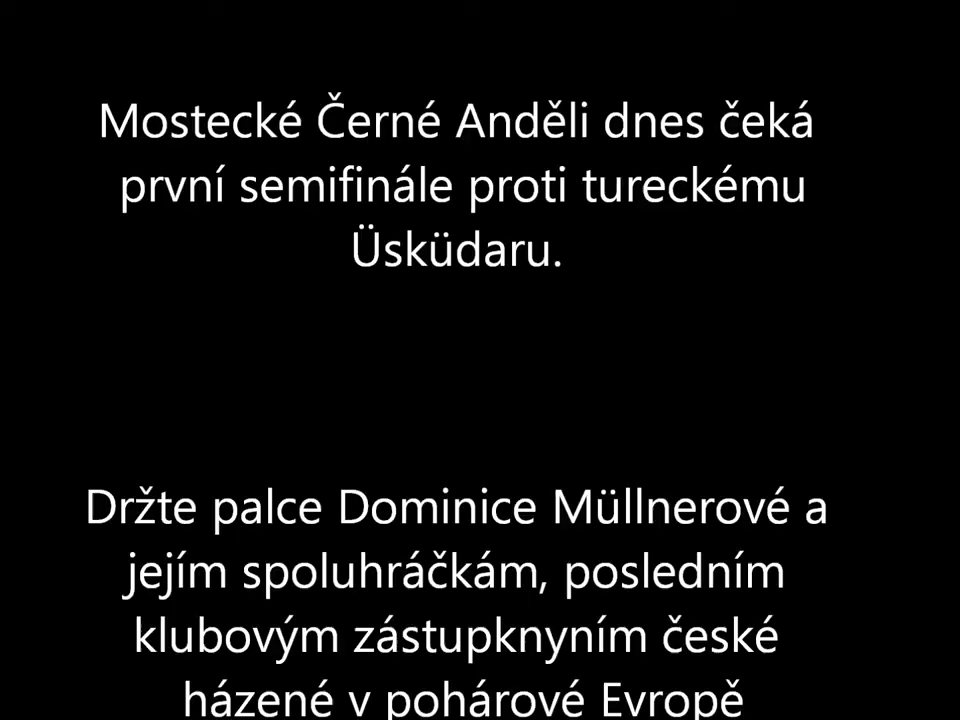 Mostecké Černé Anděli dnes čeká
první semifinále proti tureckému
Üsküdaru.
Držte palce Dominice Müllnerové a
jejím spoluhráčkám, posledním
klubovým zástupknyním české
házené v pohárové Evropě